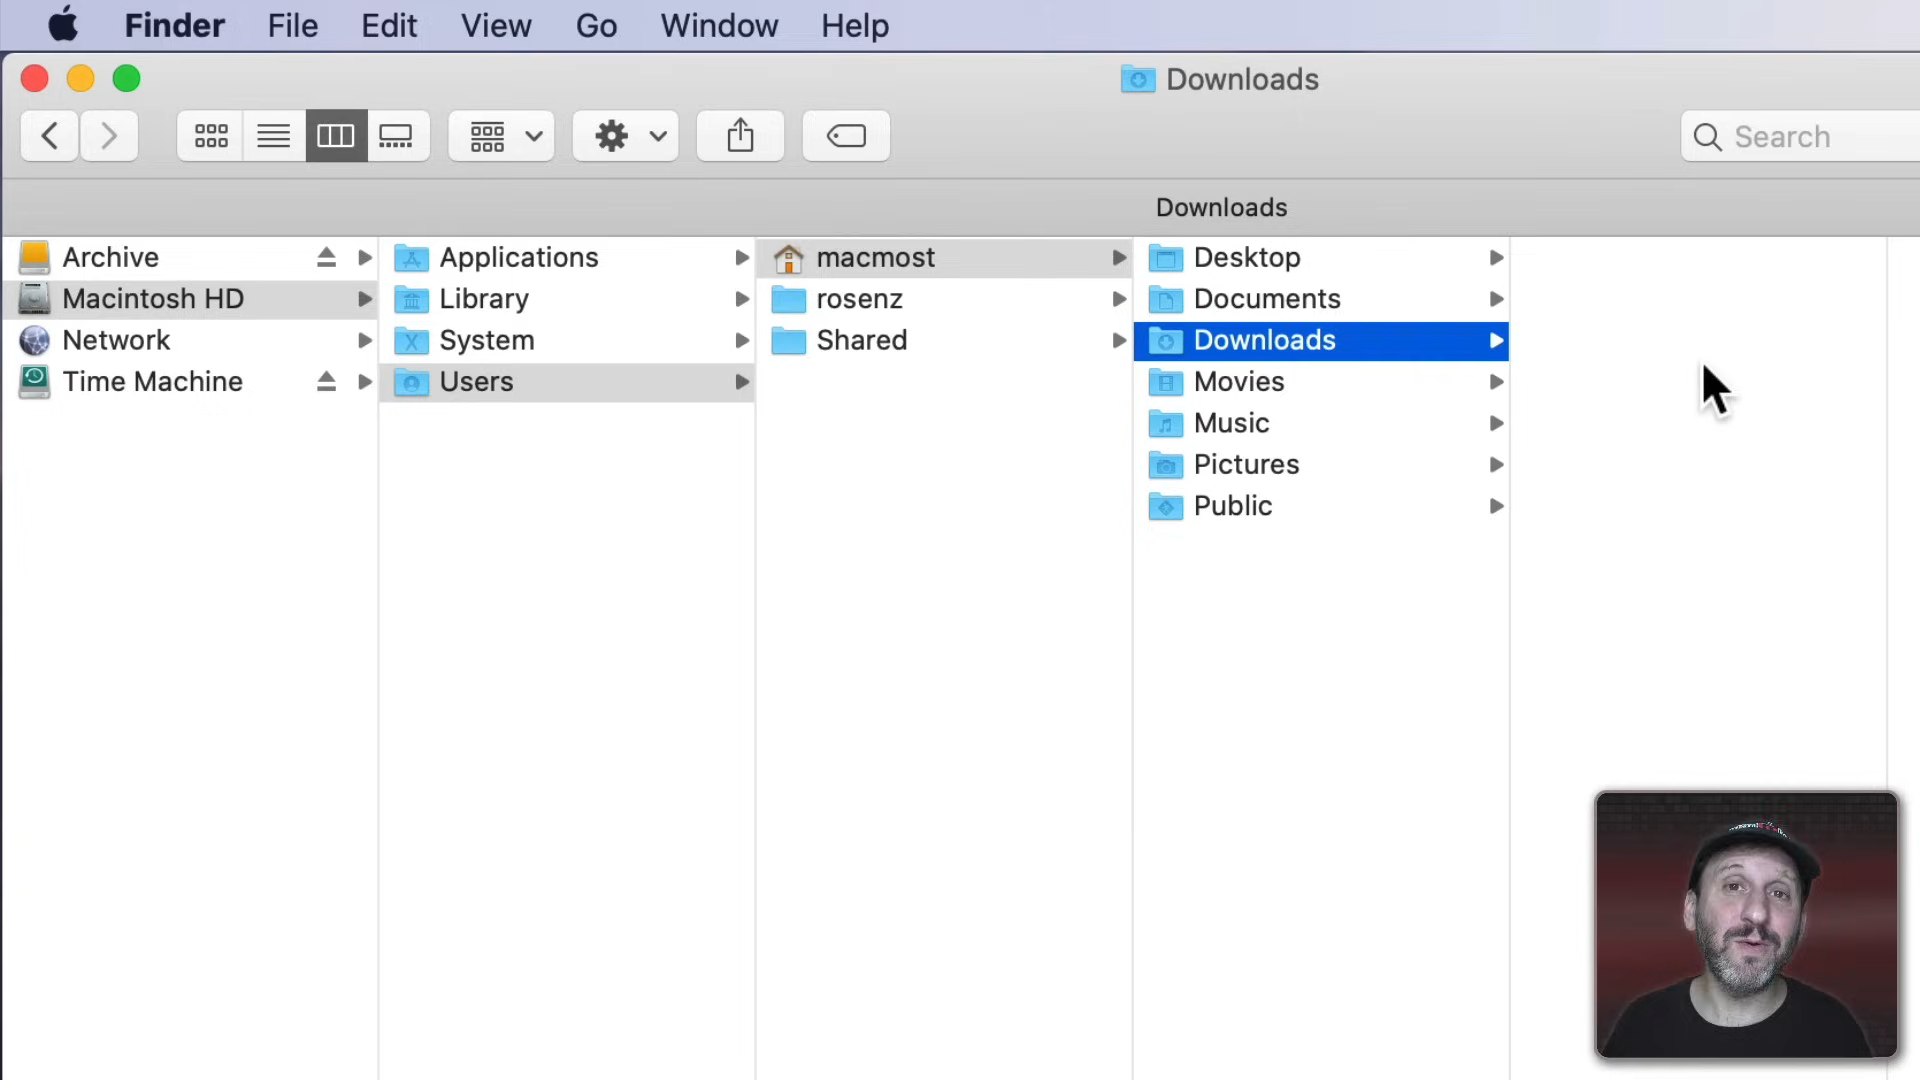 Finder File Edit View Go Window Help
Downloads
Search
Downloads
Archive
Macintosh HD
Network
Time Machine
Applications
Library
System
Users
macmost
rosenz
Shared
Desktop
Documents
Downloads
Movies
Music
Pictures
Public